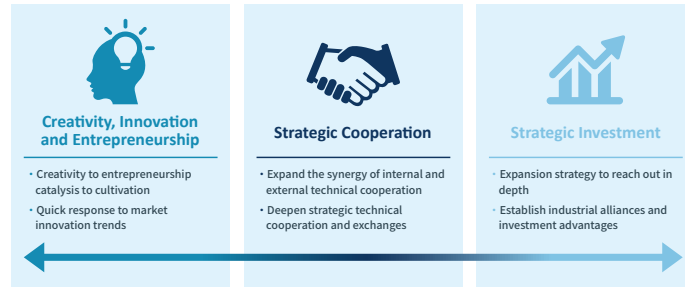 Creativity, Innovation
and Entrepreneurship
• Creativity to entrepreneurship
catalysis to cultivation
• Quick response to market
innovation trends
Strategic Cooperation
• Expand the synergy of internal and
external technical cooperation
• Deepen strategic technical
cooperation and exchanges
Strategic Investment
• Expansion strategy to reach out in
depth
• Establish industrial alliances and
investment advantages